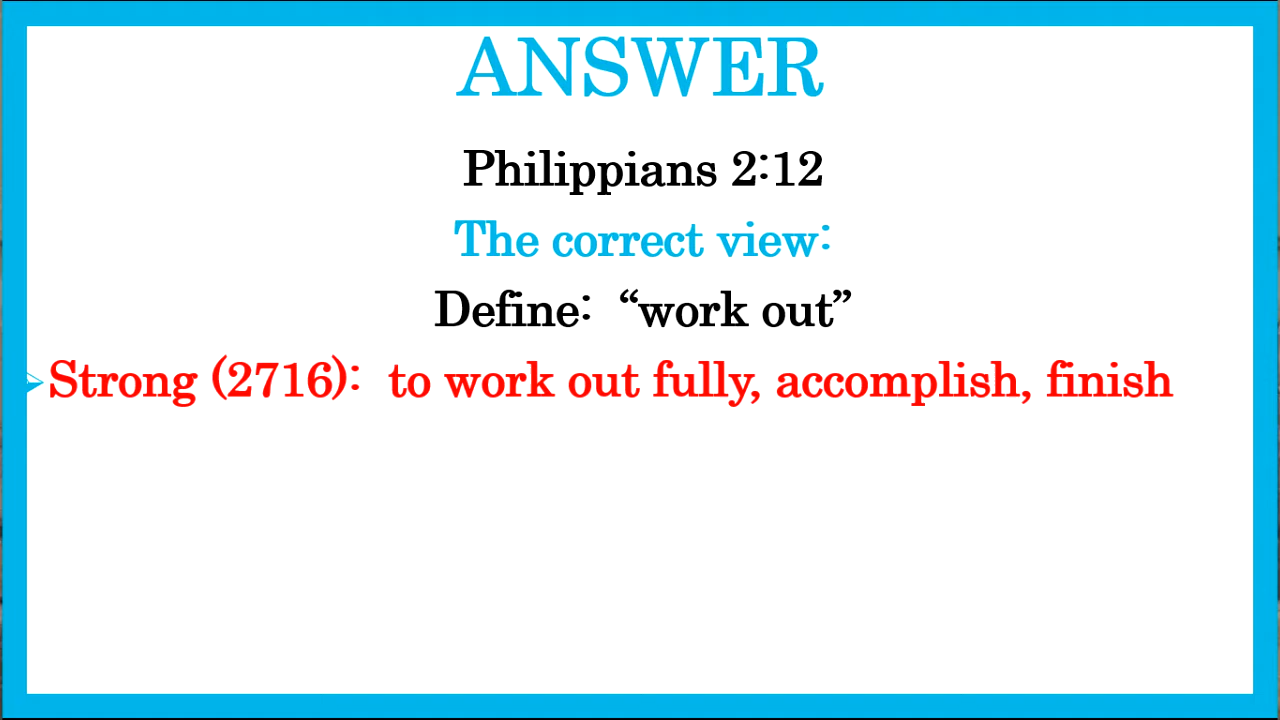 ANSWER
Philippians 2:12
The correct view:
Define:  “work out”
Strong (2716):  to work out fully, accomplish, finish